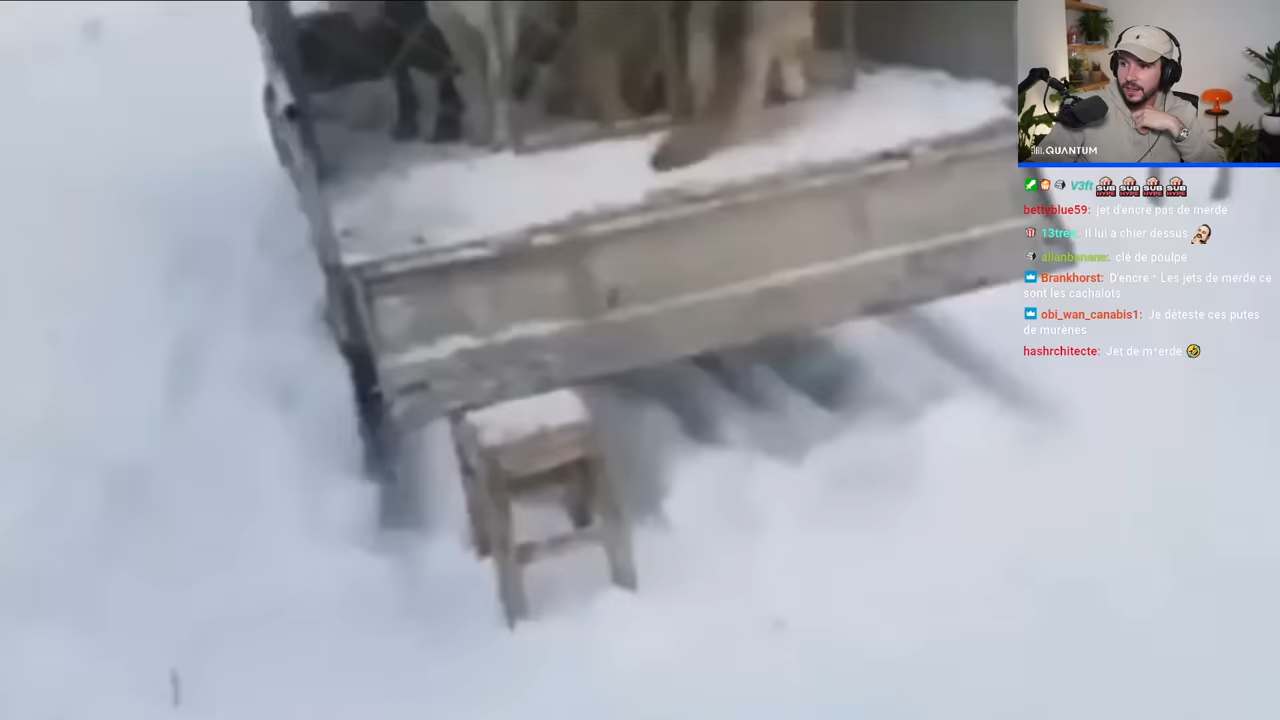 QUANTUM
V3ft SUB HYPE SUB HYPE SUB HYPE SUB HYPE
bettyblue59: jet d'encre pas de merde
Il lui a chier dessus
allanbanane: clé de poulpe
Brankhorst: D'encre * Les jets de merde ce
sont les cachalots
obi_wan_canabis1: Je déteste ces putes
de murènes
hashrchitecte: Jet de m*erde